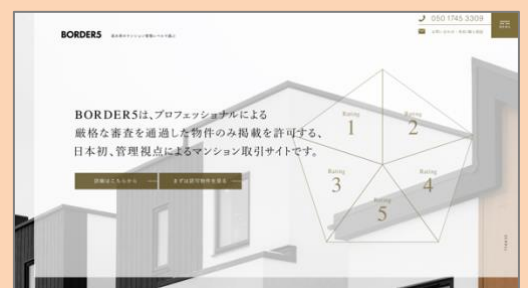 050 1745 3309
BORDER5
BORDER5は、プロフェッショナルによる
厳格な審査を通過した物件のみ掲載を許可する、
日本初、管理視点によるマンション取引サイトです。
詳細はこちらから
まずは許可物件を見る
Rating
1
Rating
2
Rating
3
Rating
4
Rating
5